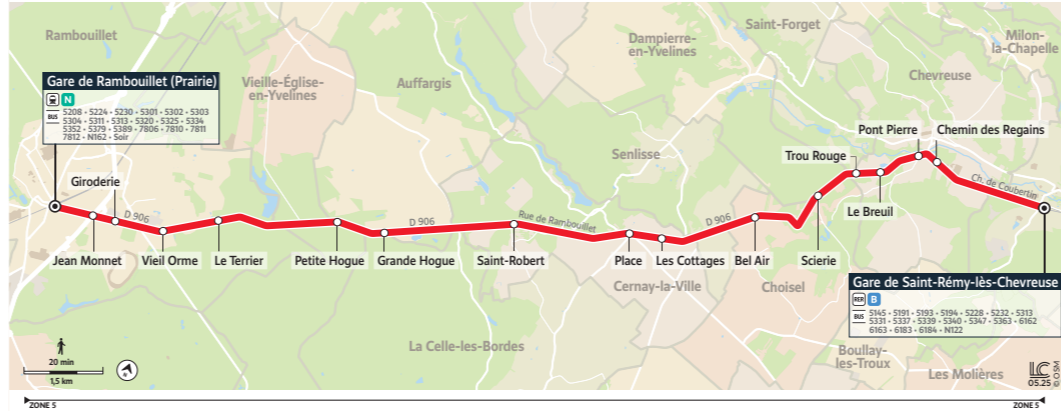 Rambouillet
Saint-Forget
Dampierre-
en-Yvelines
Milon-
la-Chapelle
Gare de Rambouillet (Prairie)
N
BUS
5208 • 5224 • 5230 • 5301 • 5302 • 5303
5304 • 5311 • 5313 • 5320 • 5325 • 5334
5352 • 5379 • 5389 • 7806 • 7810 • 7811
7812 • N162 • Soir
Vieille-Église-
en-Yvelines
Auffargis
Chevreuse
Pont Pierre
Chemin des Regains
Senlisse
Trou Rouge
Giroderie
Ch. de Coubertin
Le Breuil
D 906
D 906
Rue de Rambouillet
D 906
Jean Monnet
Vieil Orme
Le Terrier
Petite Hogue
Grande Hogue
Saint-Robert
Place
Les Cottages
Bel Air
Scierie
Cernay-la-Ville
Choisel
Gare de Saint-Rémy-lès-Chevreuse
RER
B
BUS
5145 • 5191 • 5193 • 5194 • 5228 • 5232 • 5313
5331 • 5337 • 5339 • 5340 • 5347 • 5363 • 6162
6163 • 6183 • 6184 • N122
La Celle-les-Bordes
Boullay-
les-Troux
Les Molières
20 min
1,5 km
LC
05.25
© OSM
ZONE 5
ZONE 5